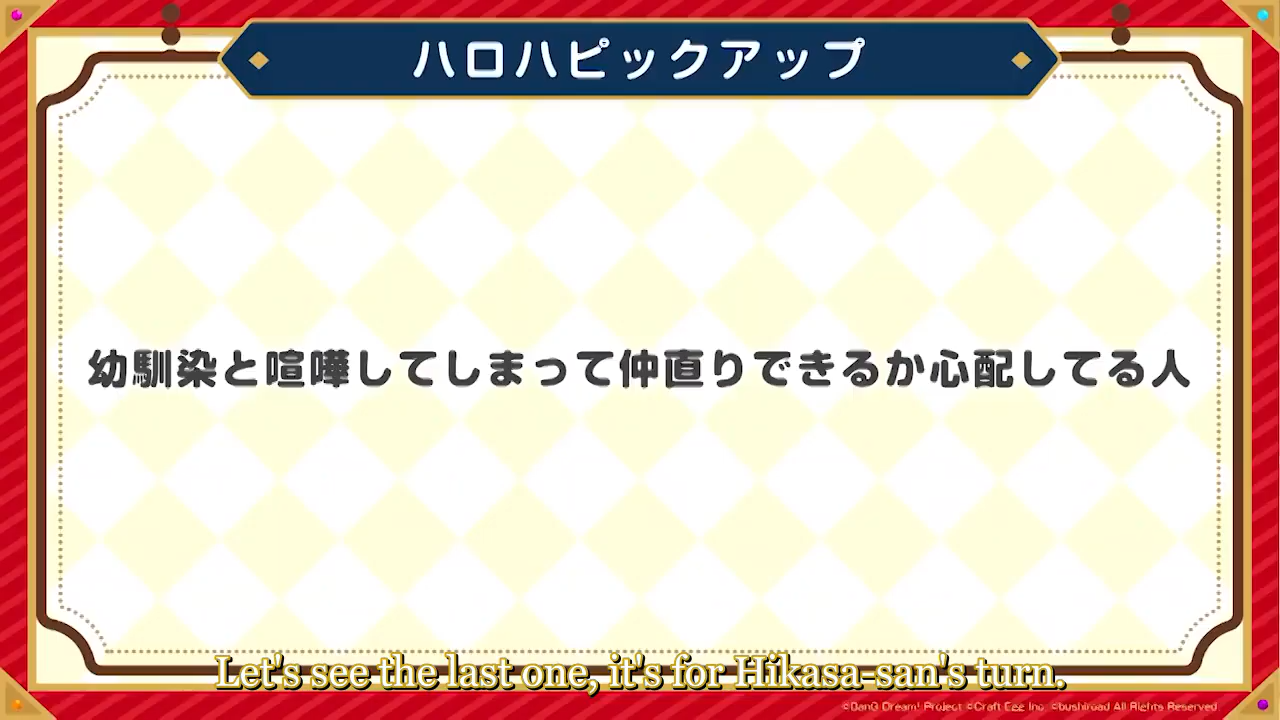 ハロハピックアップ
幼馴染と喧嘩してしまって仲直りできるか心配してる人
Let's see the last one, it's for Hikasa-san's turn.
©BanG Dream! Project ©Craft Egg Inc. ©bushiroad All Rights Reserved.